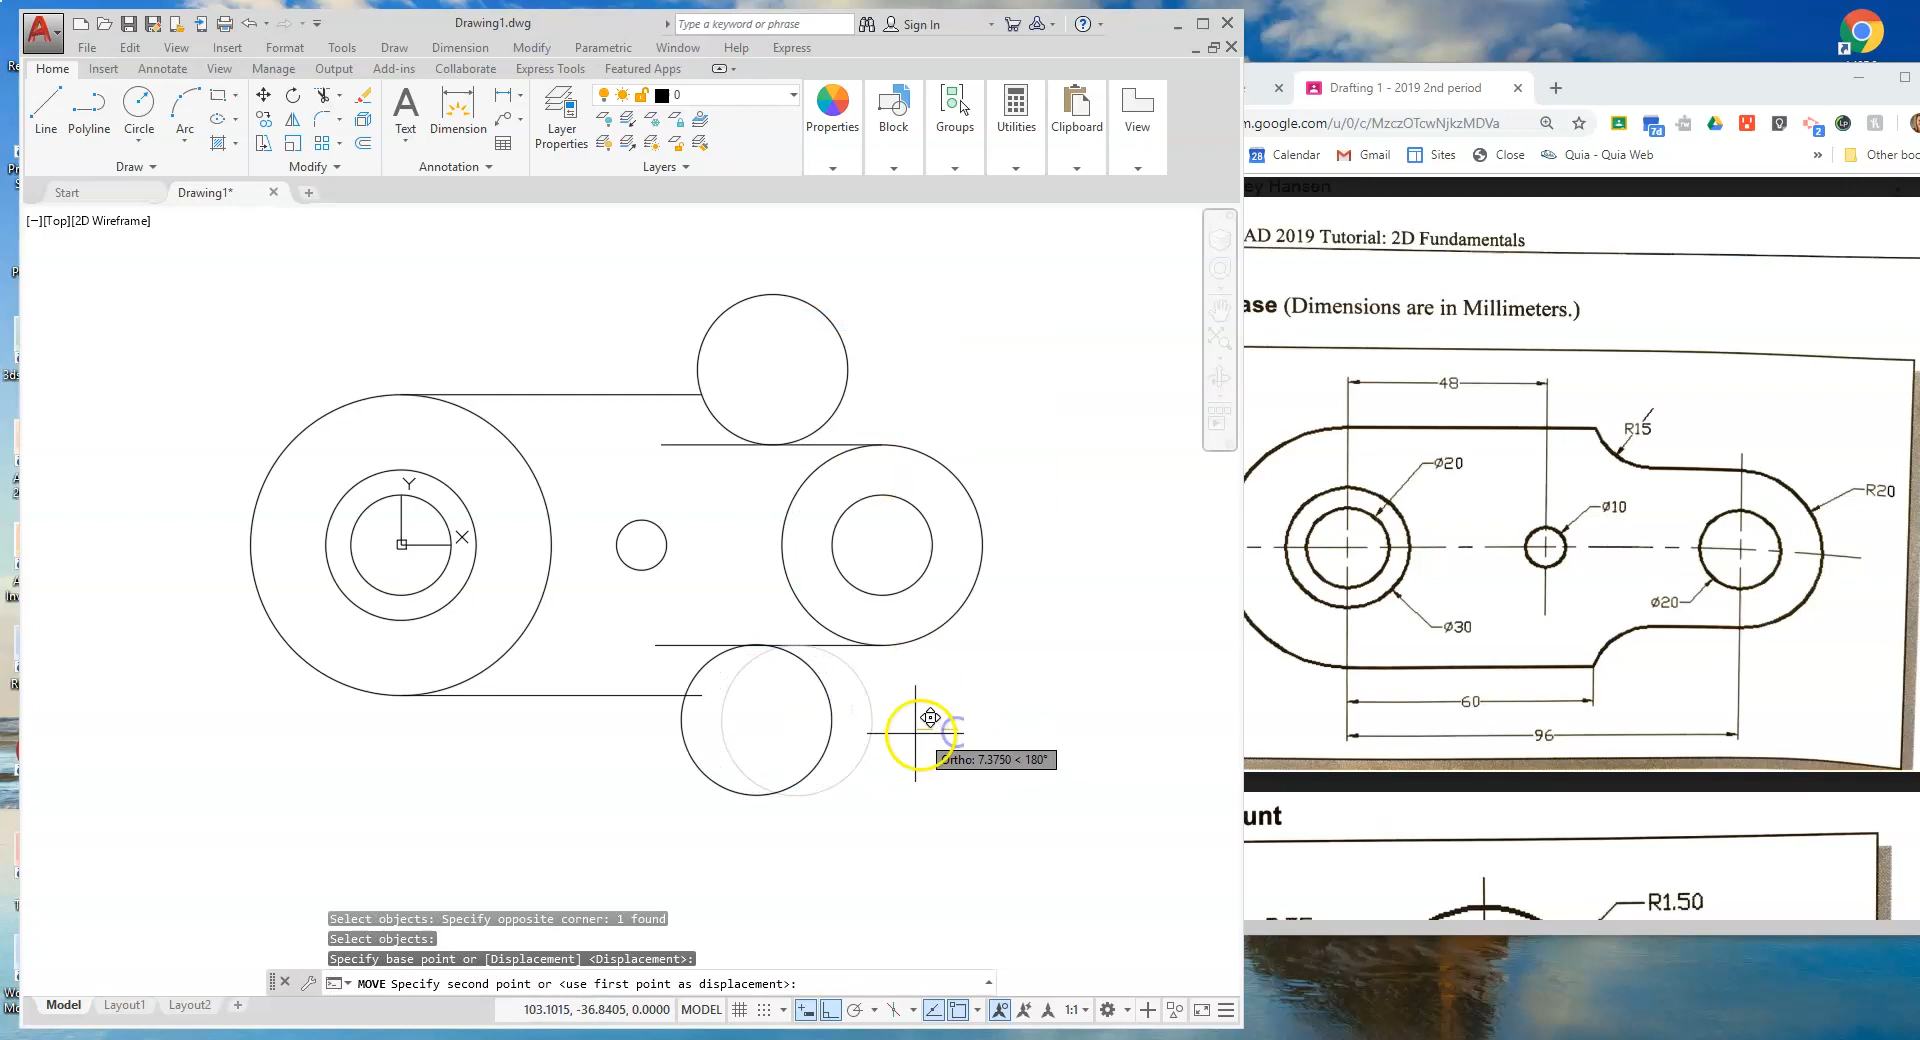 Drawing1.dwg
Type a keyword or phrase
Sign In
File Edit View Insert Format Tools Draw Dimension Modify Parametric Window Help Express
Home Insert Annotate View Manage Output Add-ins Collaborate Express Tools Featured Apps
0
Line Polyline Circle Arc Text Dimension Layer Properties Properties Block Groups Utilities Clipboard View
Draw Modify Annotation Layers
Start Drawing1*
[−][Top][2D Wireframe]
Y
X
Ortho: 7.3750 < 180°
Select objects: Specify opposite corner: 1 found
Select objects:
Specify base point or [Displacement] <Displacement>:
MOVE Specify second point or <use first point as displacement>:
Model Layout1 Layout2
103.1015, -36.8405, 0.0000 MODEL 1:1
Drafting 1 - 2019 2nd period
m.google.com/u/0/c/MzczOTcwNjkzMDVa
7d
2
28 Calendar Gmail Sites Close Quia - Quia Web » Other boo
ey Hansen
AD 2019 Tutorial: 2D Fundamentals
ase (Dimensions are in Millimeters.)
48
R15
ø20
R20
ø10
ø20
ø30
60
96
unt
R1.50